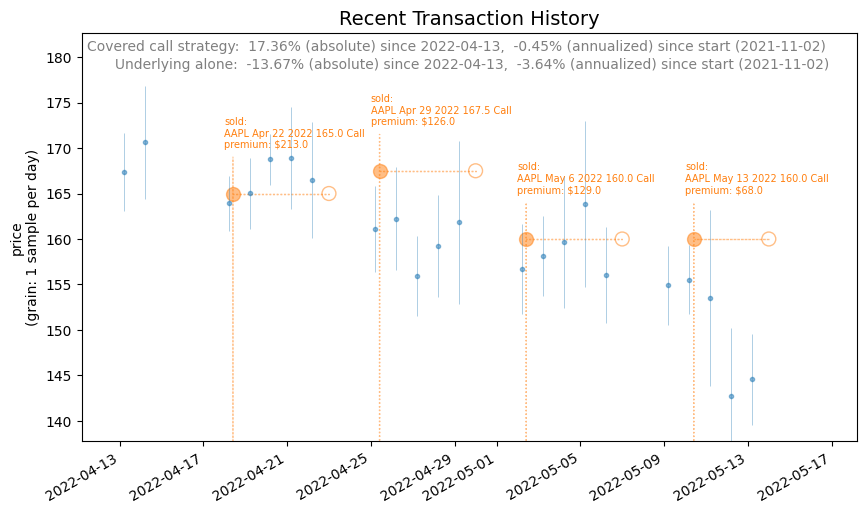 Recent Transaction History
Covered call strategy:  17.36% (absolute) since 2022-04-13,  -0.45% (annualized) since start (2021-11-02)
Underlying alone:  -13.67% (absolute) since 2022-04-13,  -3.64% (annualized) since start (2021-11-02)
price
(grain: 1 sample per day)
180
175
170
165
160
155
150
145
140
sold:
AAPL Apr 22 2022 165.0 Call
premium: $213.0
sold:
AAPL Apr 29 2022 167.5 Call
premium: $126.0
sold:
AAPL May 6 2022 160.0 Call
premium: $129.0
sold:
AAPL May 13 2022 160.0 Call
premium: $68.0
2022-04-13
2022-04-17
2022-04-21
2022-04-25
2022-04-29
2022-05-01
2022-05-05
2022-05-09
2022-05-13
2022-05-17